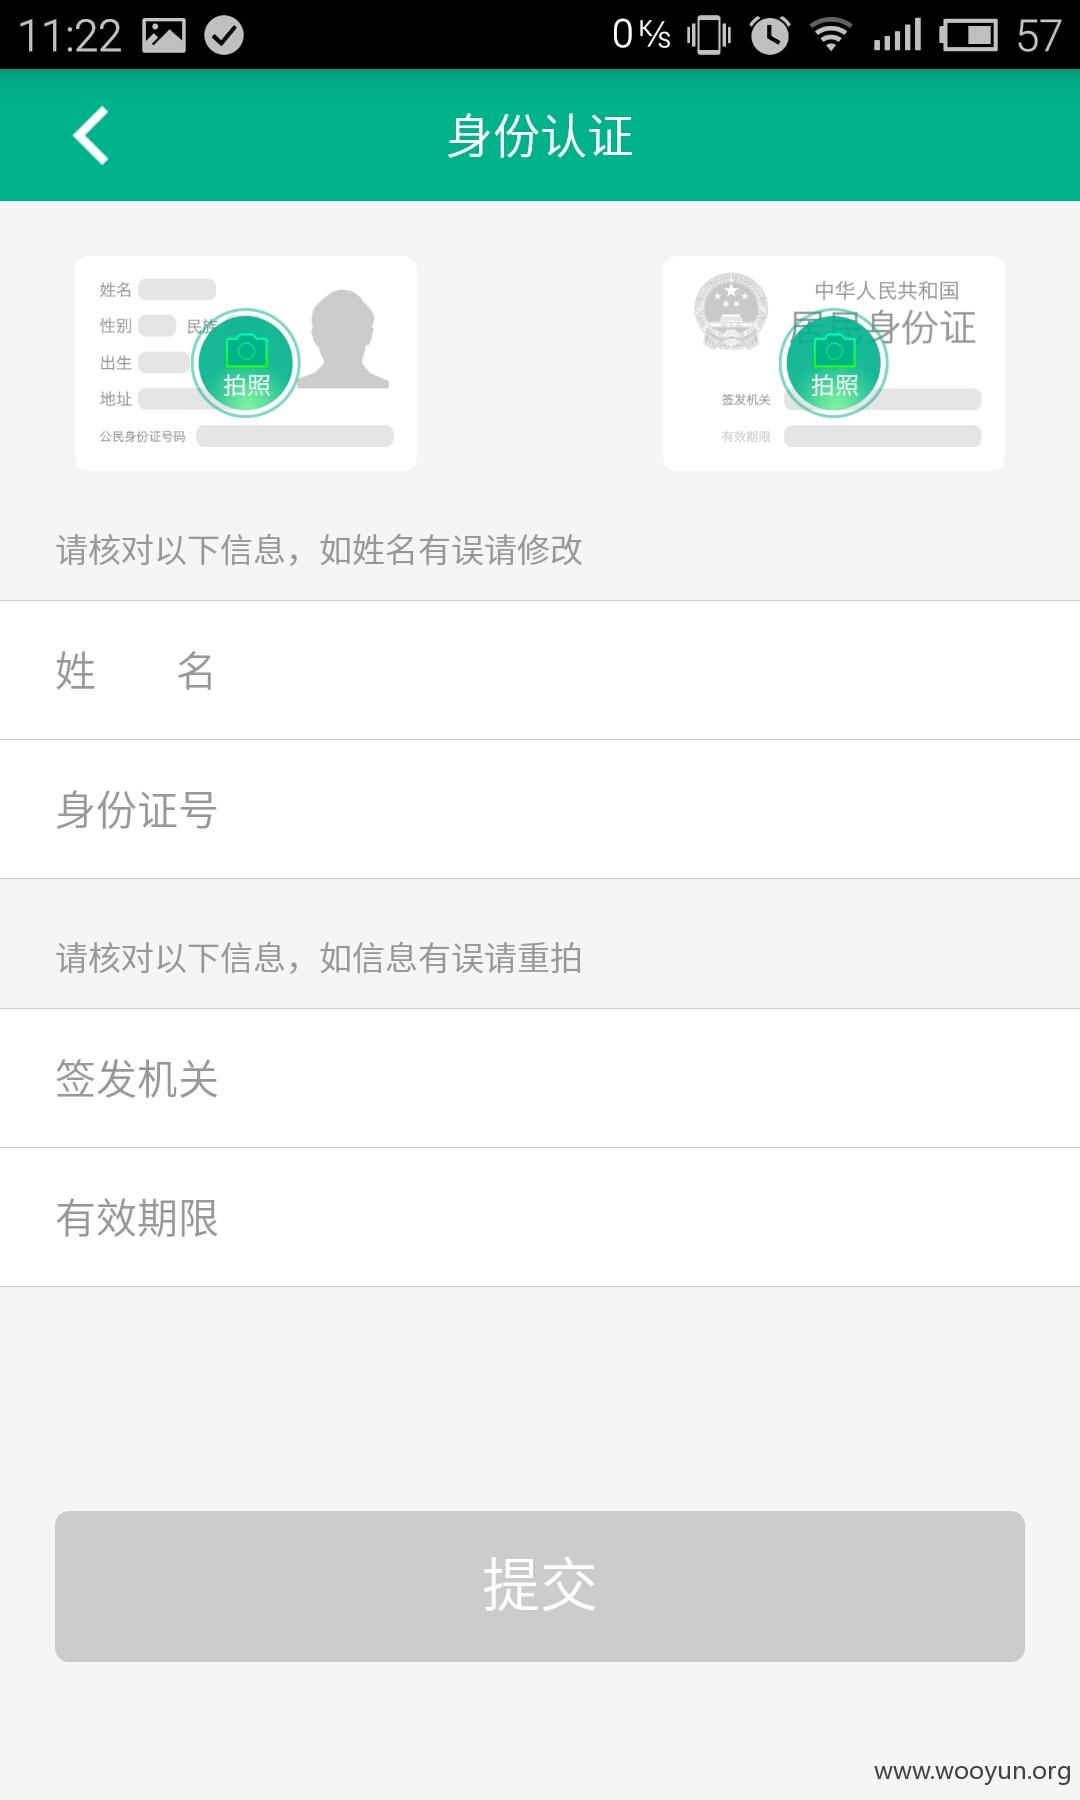 11:22 0K/s 57
身份认证
姓名
性别 民族
出生
地址
公民身份证号码
拍照
中华人民共和国
居民身份证
签发机关
有效期限
拍照
请核对以下信息，如姓名有误请修改
姓 名
身份证号
请核对以下信息，如信息有误请重拍
签发机关
有效期限
提交
www.wooyun.org